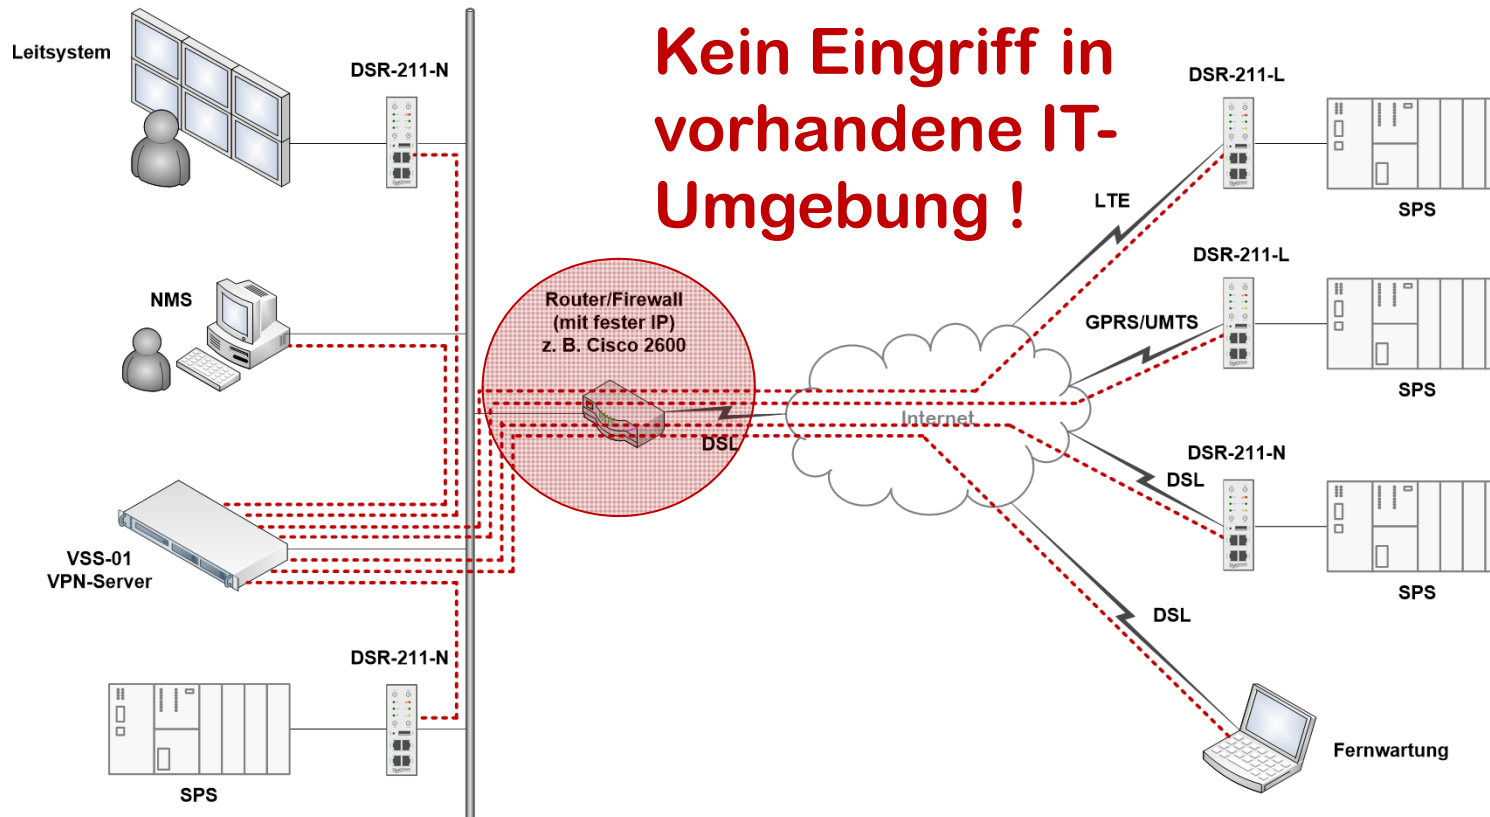 Kein Eingriff in
vorhandene IT-
Umgebung !
Leitsystem
DSR-211-N
DSR-211-L
LTE
SPS
NMS
Router/Firewall
(mit fester IP)
z. B. Cisco 2600
DSR-211-L
GPRS/UMTS
SPS
Internet
DSL
DSR-211-N
DSL
SPS
VSS-01
VPN-Server
DSL
DSR-211-N
SPS
Fernwartung